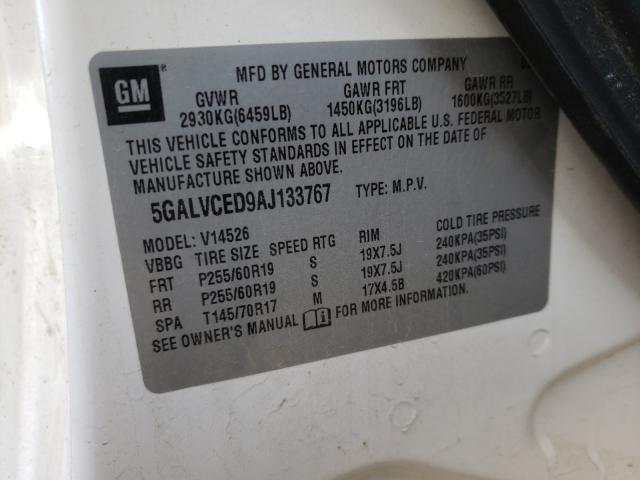 GM ®
MFD BY GENERAL MOTORS COMPANY
GVWR GAWR FRT GAWR RR
2930KG(6459LB) 1450KG(3196LB) 1600KG(3527LB)
THIS VEHICLE CONFORMS TO ALL APPLICABLE U.S. FEDERAL MOTOR
VEHICLE SAFETY STANDARDS IN EFFECT ON THE DATE OF
MANUFACTURE SHOWN ABOVE.
5GALVCED9AJ133767 TYPE: M.P.V.
MODEL: V14526
VBBG TIRE SIZE SPEED RTG RIM COLD TIRE PRESSURE
FRT P255/60R19 S 19X7.5J 240KPA(35PSI)
RR P255/60R19 S 19X7.5J 240KPA(35PSI)
SPA T145/70R17 M 17X4.5B 420KPA(60PSI)
SEE OWNER'S MANUAL FOR MORE INFORMATION.